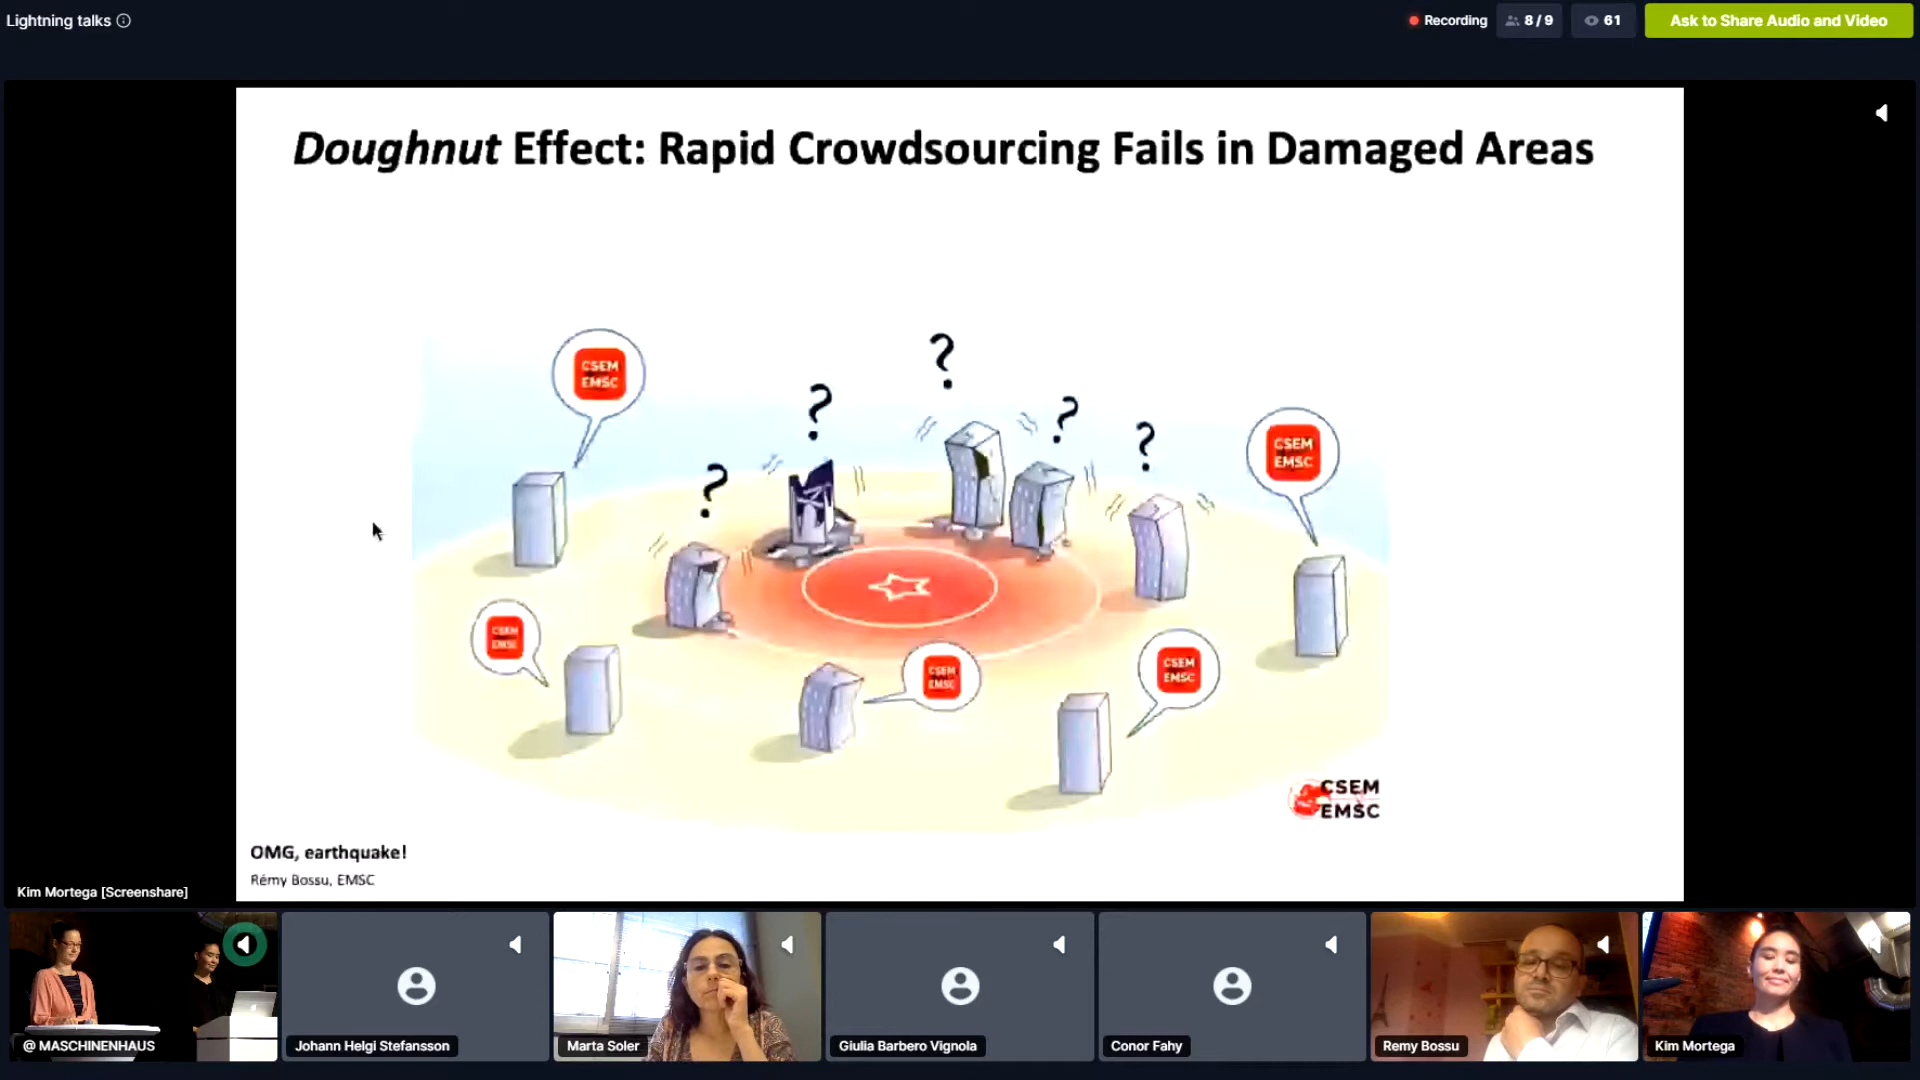 Lightning talks
Recording
8 / 9
61
Ask to Share Audio and Video
Doughnut Effect: Rapid Crowdsourcing Fails in Damaged Areas
?
?
?
?
?
CSEM
EMSC
CSEM
EMSC
CSEM
EMSC
CSEM
EMSC
CSEM
EMSC
CSEM
EMSC
OMG, earthquake!
Rémy Bossu, EMSC
Kim Mortega [Screenshare]
@ MASCHINENHAUS
Johann Helgi Stefansson
Marta Soler
Giulia Barbero Vignola
Conor Fahy
Remy Bossu
Kim Mortega